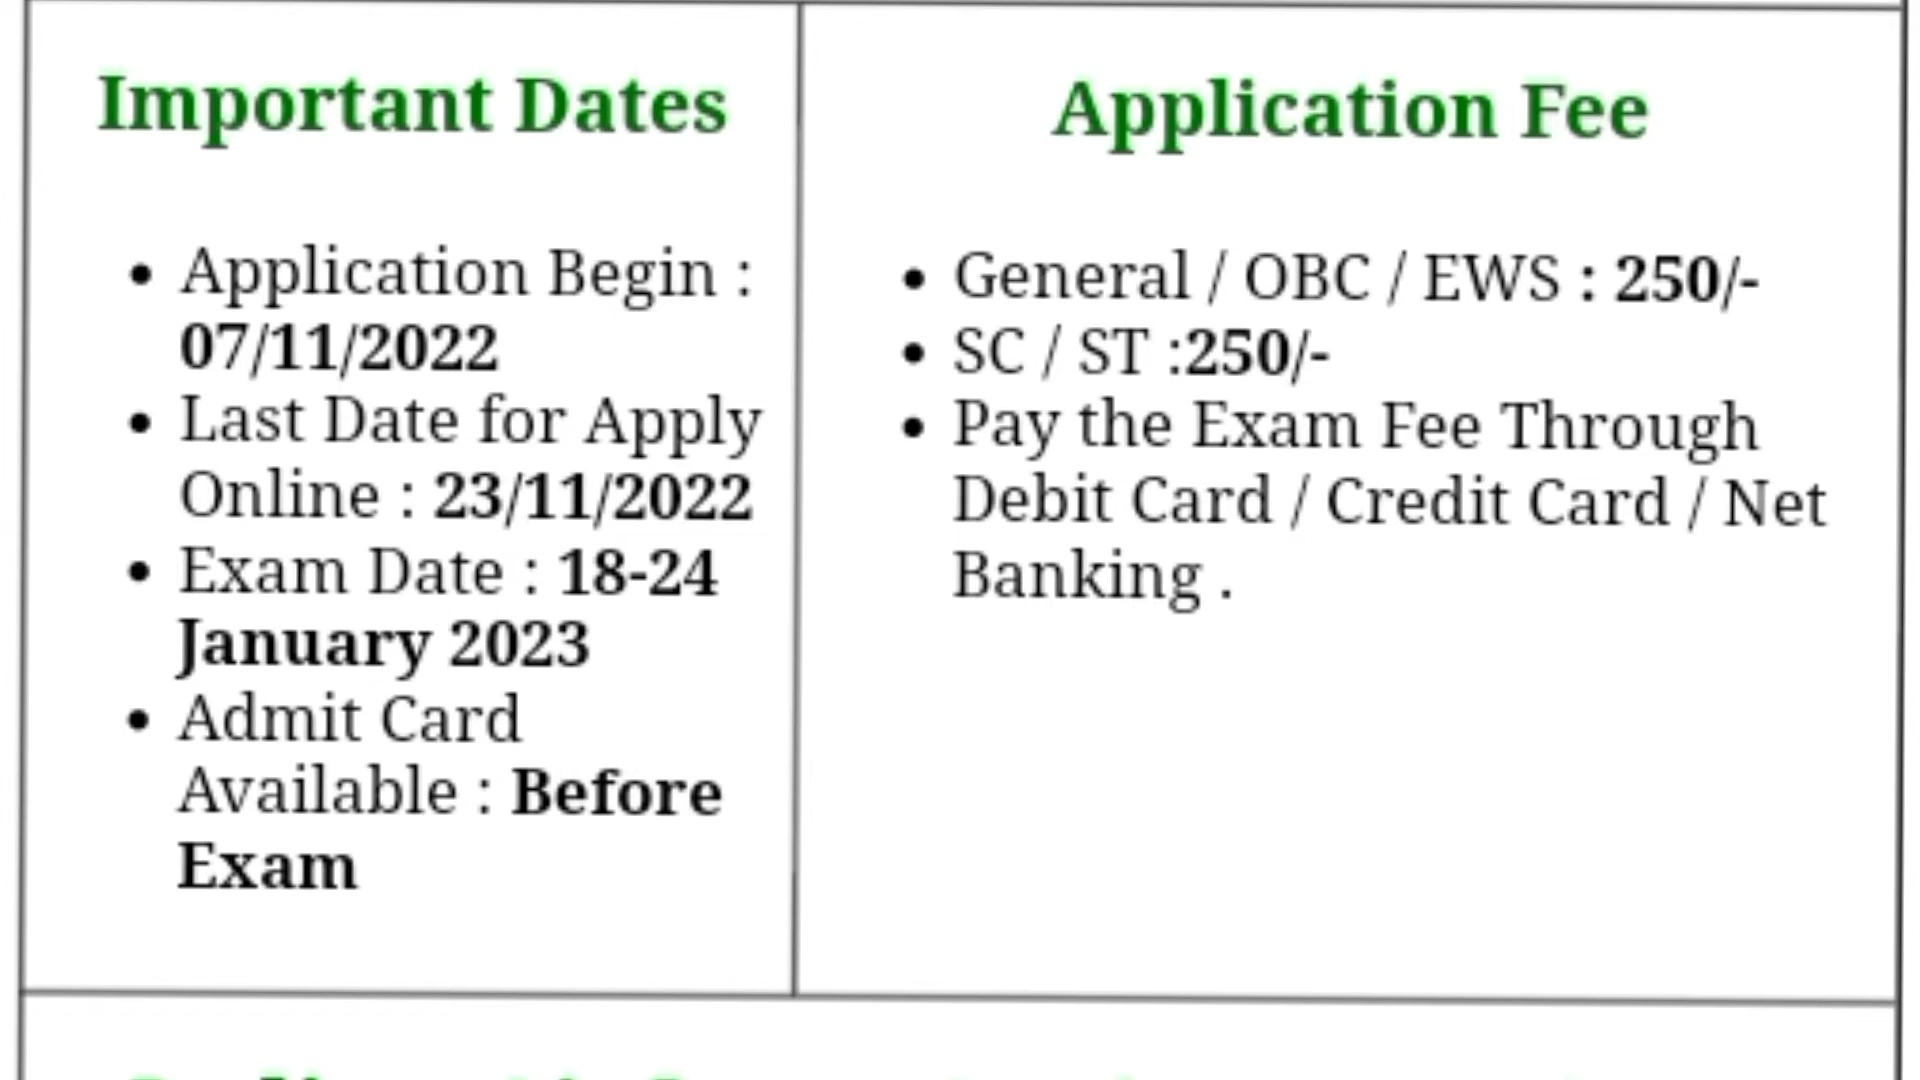 Important Dates
Application Begin :
07/11/2022
Last Date for Apply
Online : 23/11/2022
Exam Date : 18-24
January 2023
Admit Card
Available : Before
Exam
Application Fee
General / OBC / EWS : 250/-
SC / ST :250/-
Pay the Exam Fee Through
Debit Card / Credit Card / Net
Banking .